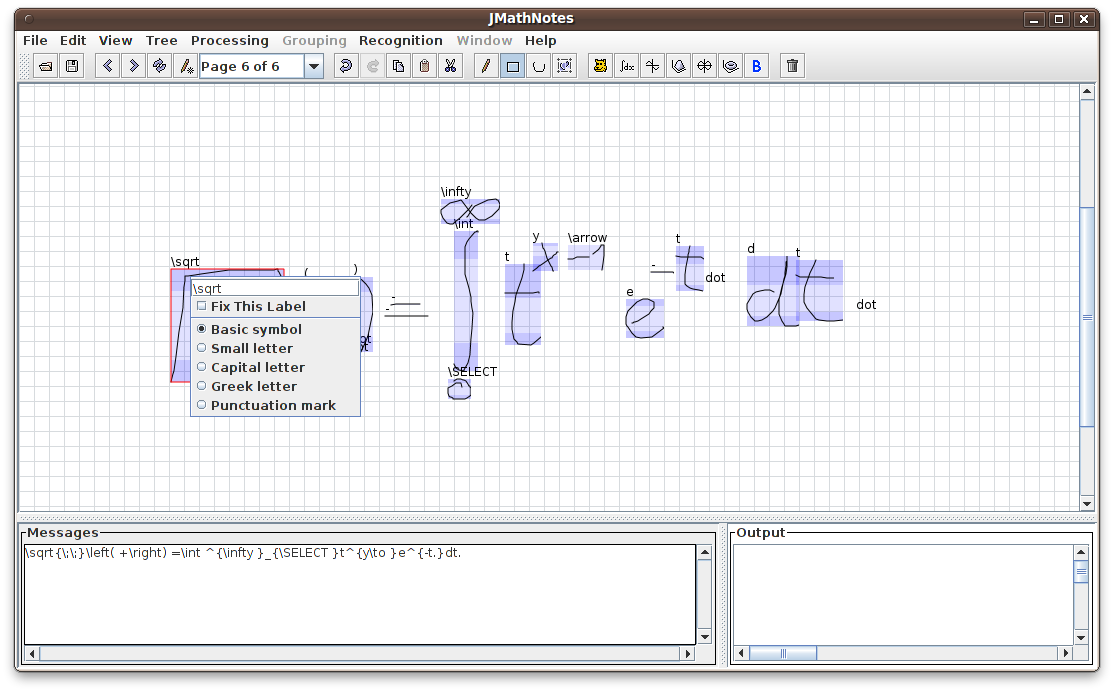 JMathNotes
File Edit View Tree Processing Grouping Recognition Window Help
Page 6 of 6 ∫dx B
\infty
\int
y \arrow t
t d t
\sqrt ( ) - dot
\sqrt - e dot
Fix This Label
Basic symbol
Small letter
Capital letter
Greek letter
Punctuation mark
\SELECT
Messages Output
\sqrt{\;\;}\left( +\right) =\int ^{\infty }_{\SELECT }t^{y\to }e^{-t.}dt.